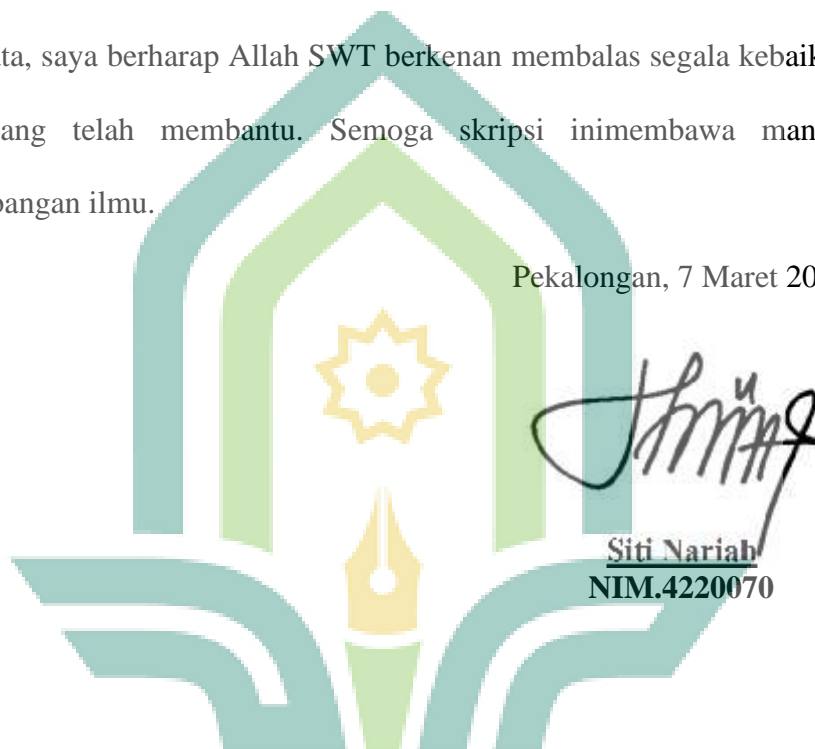 ta, saya berharap Allah SWT berkenan membalas segala kebaik
ang telah membantu. Semoga skripsi inimembawa man
bangan ilmu.
Pekalongan, 7 Maret 20
Siti Nariah
NIM.4220070